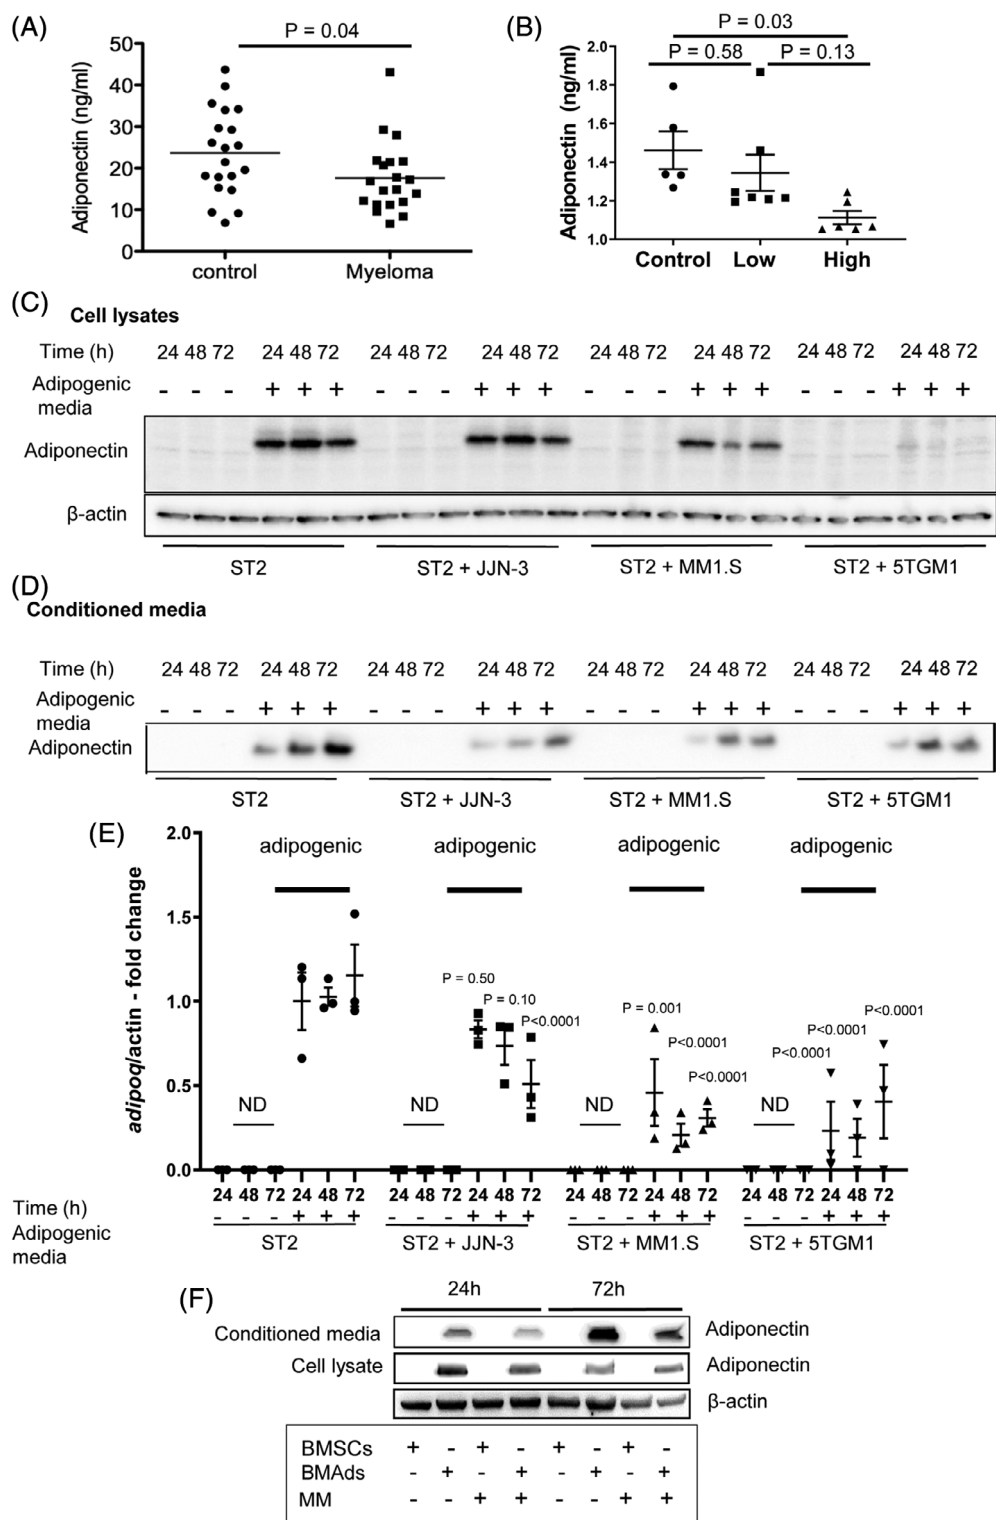 (A)
P = 0.04
Adiponectin (ng/ml)
50
40
30
20
10
0
control Myeloma
(B)
P = 0.03
P = 0.58 P = 0.13
Adiponectin (ng/ml)
2.0
1.8
1.6
1.4
1.2
1.0
Control Low High
(C)
Cell lysates
Time (h) 24 48 72 24 48 72 24 48 72 24 48 72 24 48 72 24 48 72 24 48 72 24 48 72
Adipogenic media - - - + + + - - - + + + - - - + + + - - - + + +
Adiponectin
β-actin
ST2 ST2 + JJN-3 ST2 + MM1.S ST2 + 5TGM1
(D)
Conditioned media
Time (h) 24 48 72 24 48 72 24 48 72 24 48 72 24 48 72 24 48 72 24 48 72 24 48 72
Adipogenic media - - - + + + - - - + + + - - - + + + - - - + + +
Adiponectin
ST2 ST2 + JJN-3 ST2 + MM1.S ST2 + 5TGM1
(E)
adipoq/actin - fold change
2.0
1.5
1.0
0.5
0.0
adipogenic adipogenic adipogenic adipogenic
P = 0.50
P = 0.10
P<0.0001
P = 0.001
P<0.0001
P<0.0001
P<0.0001
P<0.0001
P<0.0001
ND ND ND ND
Time (h) 24 48 72 24 48 72 24 48 72 24 48 72 24 48 72 24 48 72 24 48 72 24 48 72
Adipogenic media - - - + + + - - - + + + - - - + + + - - - + + +
ST2 ST2 + JJN-3 ST2 + MM1.S ST2 + 5TGM1
(F)
24h 72h
Conditioned media Adiponectin
Cell lysate Adiponectin
β-actin
BMSCs + - + - + - + -
BMAds - + - + - + - +
MM - - + + - - + +